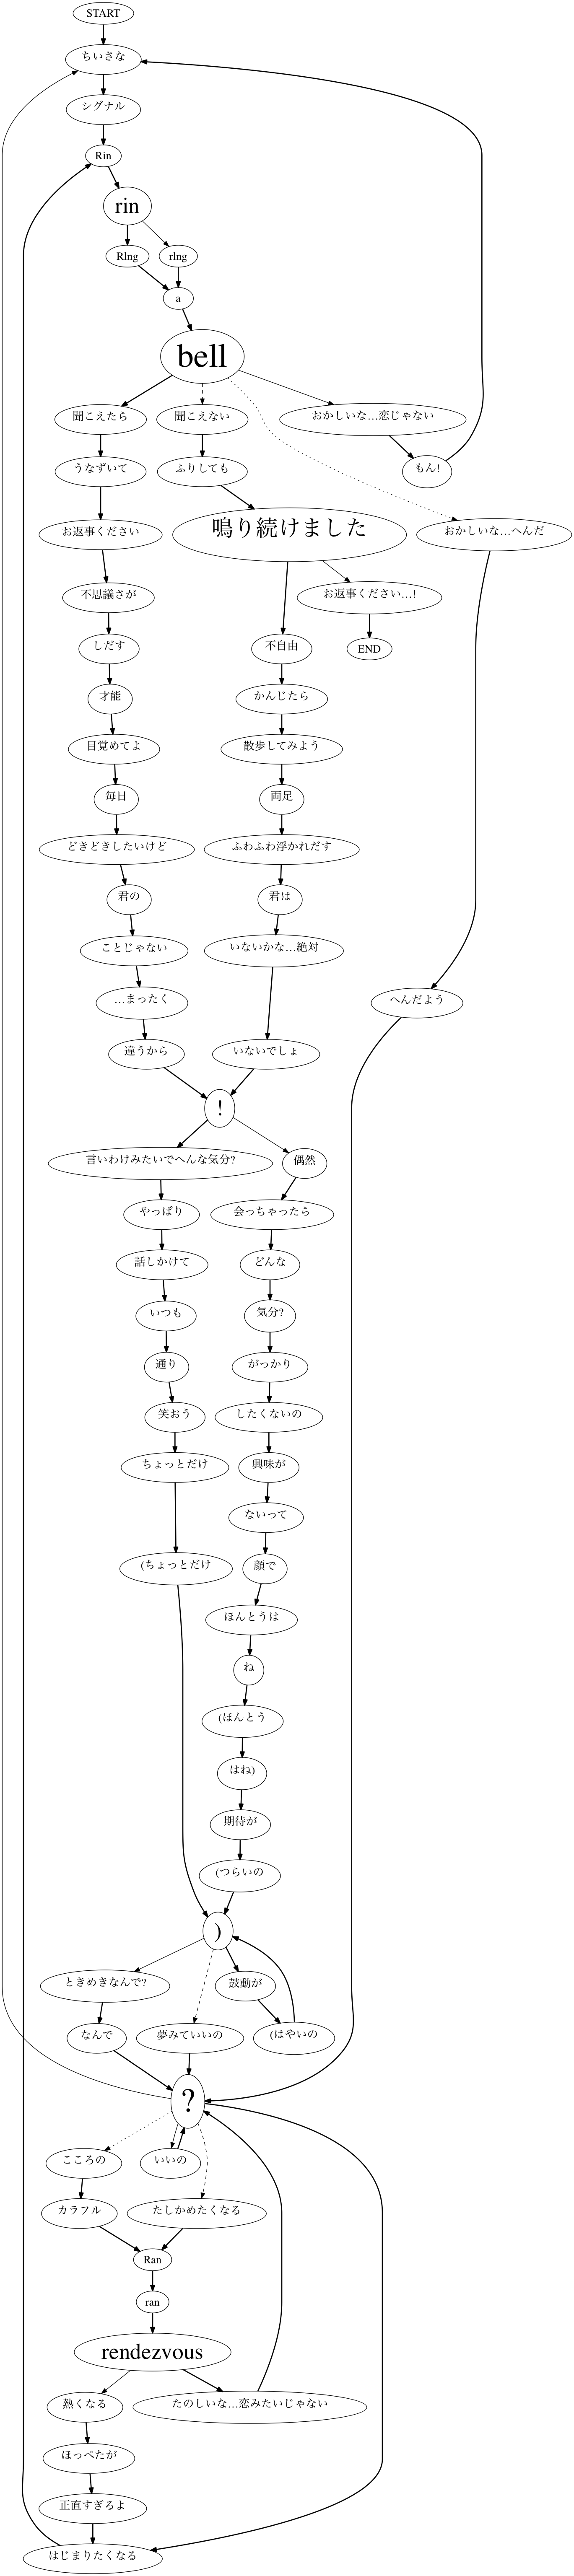 START
ちいさな
シグナル
Rin
rin
RIng
rIng
a
bell
聞こえたら
聞こえない
おかしいな…恋じゃない
うなずいて
ふりしても
もん!
お返事ください
鳴り続けました
おかしいな…へんだ
不思議さが
お返事ください…!
しだす
不自由
END
才能
かんじたら
目覚めてよ
散歩してみよう
毎日
両足
どきどきしたいけど
ふわふわ浮かれだす
君の
君は
ことじゃない
いないかな…絶対
…まったく
へんだよう
違うから
いないでしょ
!
言いわけみたいでへんな気分?
偶然
やっぱり
会っちゃったら
話しかけて
どんな
いつも
気分?
通り
がっかり
笑おう
したくないの
ちょっとだけ
興味が
ないって
(ちょっとだけ
顔で
ほんとうは
ね
(ほんとう
はね)
期待が
(つらいの
)
ときめきなんで?
鼓動が
なんで
夢みていいの
(はやいの
?
こころの
いいの
カラフル
たしかめたくなる
Ran
ran
rendezvous
熱くなる
たのしいな…恋みたいじゃない
ほっぺたが
正直すぎるよ
はじまりたくなる